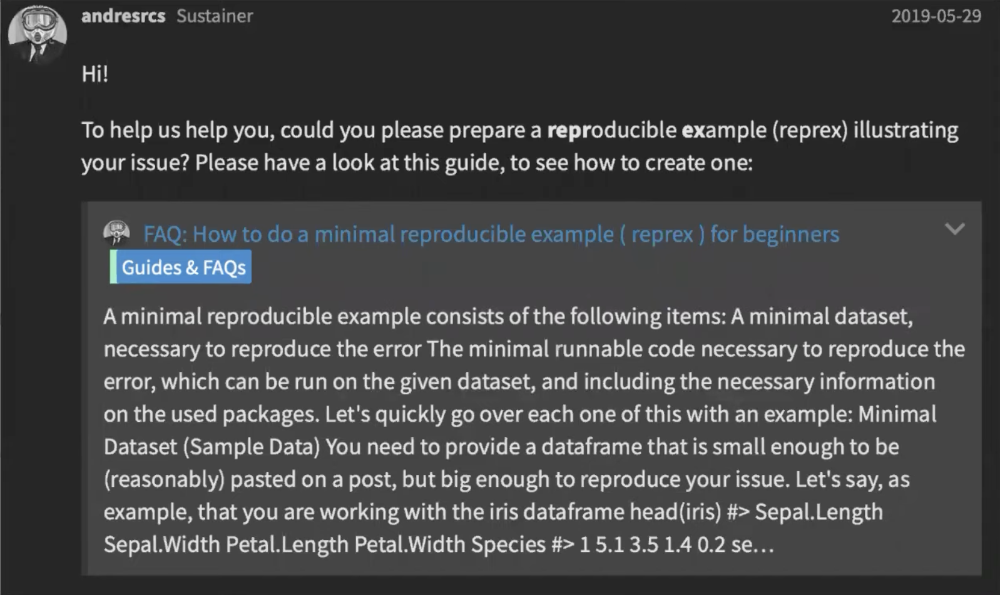 andresrcs Sustainer 2019-05-29
Hi!
To help us help you, could you please prepare a reproducible example (reprex) illustrating
your issue? Please have a look at this guide, to see how to create one:
FAQ: How to do a minimal reproducible example ( reprex ) for beginners
Guides & FAQs
A minimal reproducible example consists of the following items: A minimal dataset,
necessary to reproduce the error The minimal runnable code necessary to reproduce the
error, which can be run on the given dataset, and including the necessary information
on the used packages. Let's quickly go over each one of this with an example: Minimal
Dataset (Sample Data) You need to provide a dataframe that is small enough to be
(reasonably) pasted on a post, but big enough to reproduce your issue. Let's say, as
example, that you are working with the iris dataframe head(iris) #> Sepal.Length
Sepal.Width Petal.Length Petal.Width Species #> 1 5.1 3.5 1.4 0.2 se…